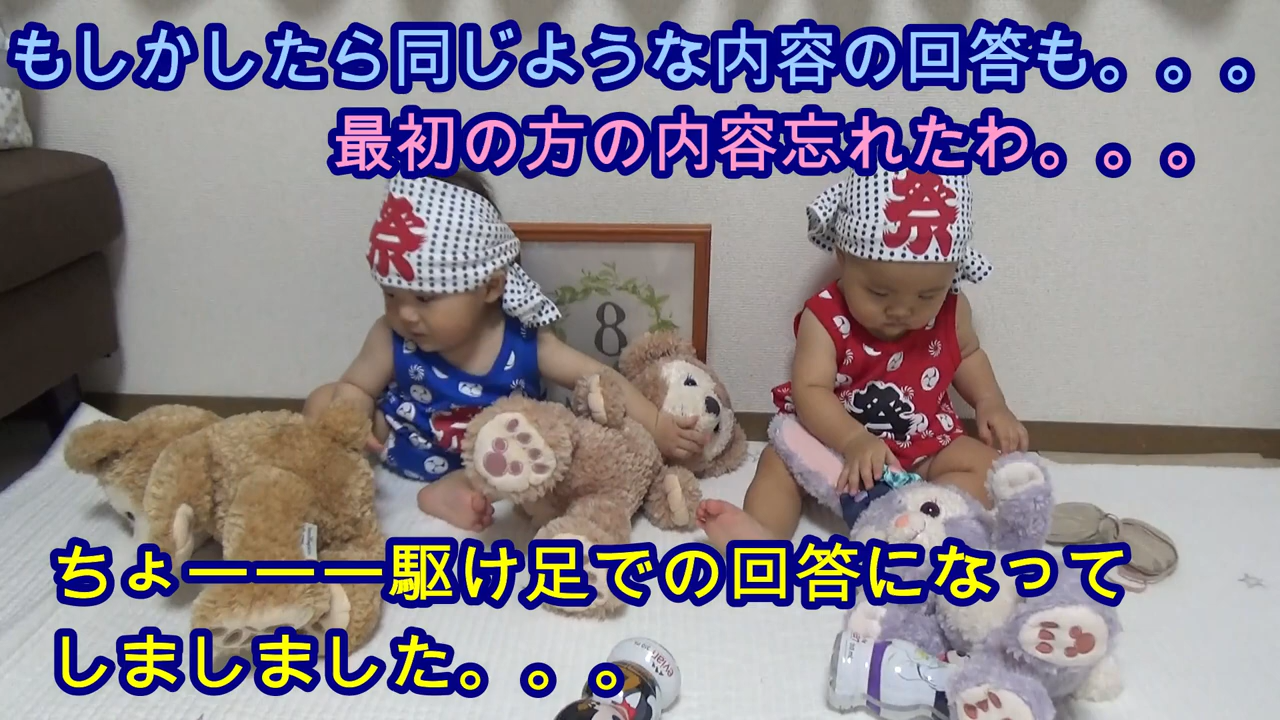 もしかしたら同じような内容の回答も。。。
最初の方の内容忘れたわ。。。
祭
祭
8
ちょーーー駆け足での回答になって
しましました。。。
evian